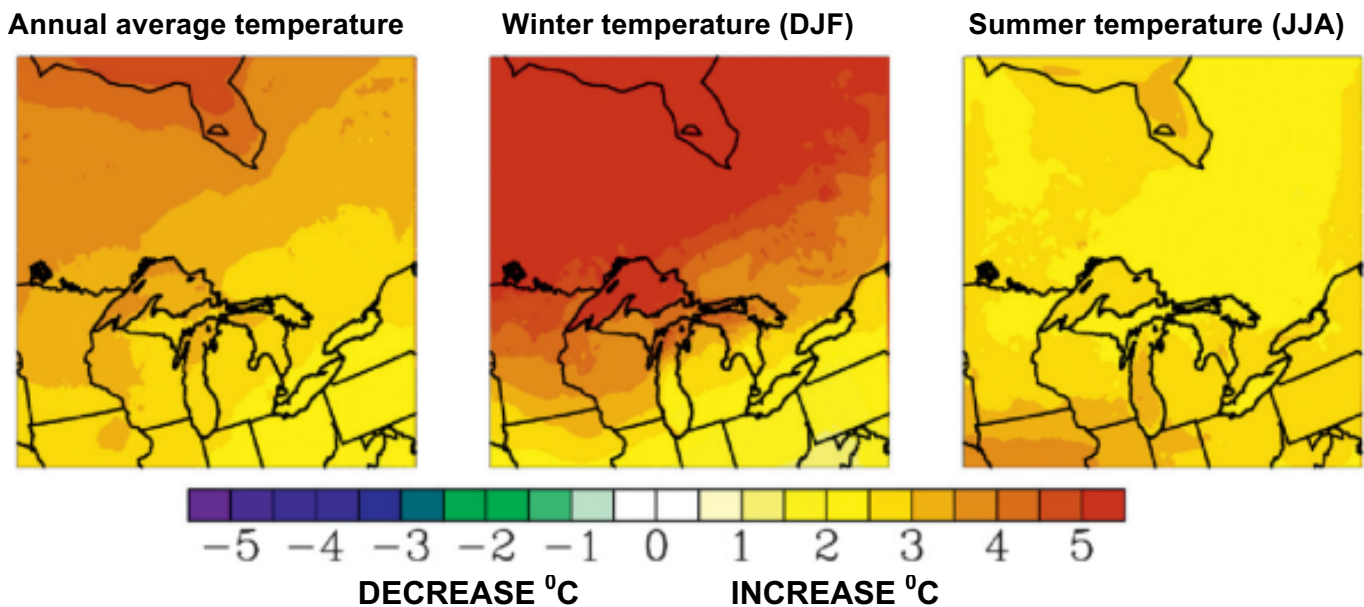 Annual average temperature
Winter temperature (DJF)
Summer temperature (JJA)
−5 −4 −3 −2 −1 0 1 2 3 4 5
DECREASE ⁰C INCREASE ⁰C